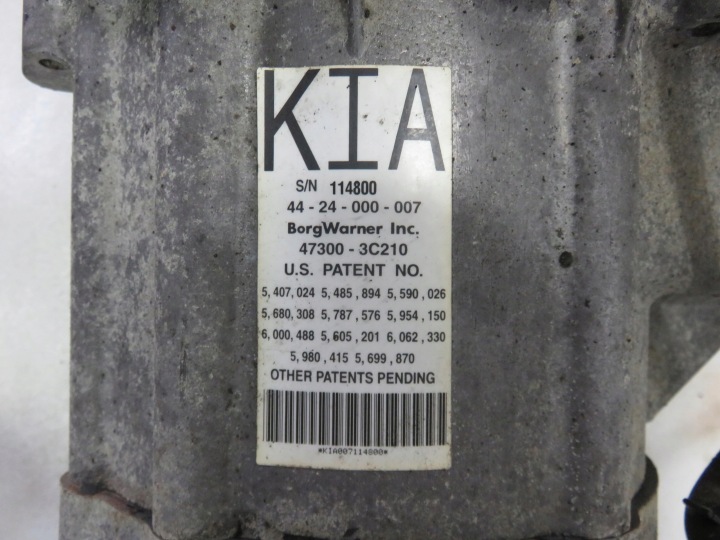 KIA
S/N 114800
44 - 24 - 000 - 007
BorgWarner Inc.
47300 - 3C210
U.S. PATENT NO.
5,407,024 5,485,894 5,590,026
5,680,308 5,787,576 5,954,150
6,000,488 5,605,201 6,062,330
5,980,415 5,699,870
OTHER PATENTS PENDING
*KIA007114800*